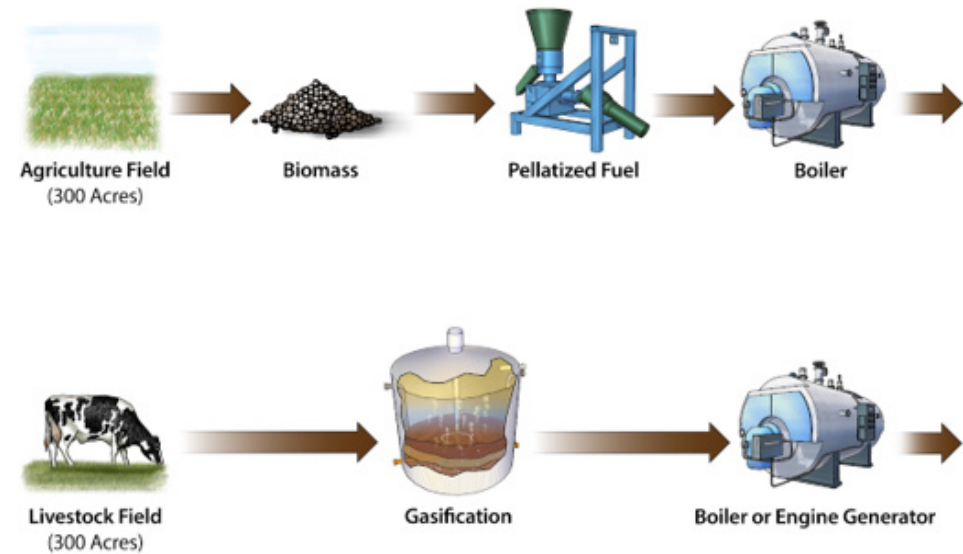 Agriculture Field
(300 Acres)
Biomass
Pellatized Fuel
Boiler
Livestock Field
(300 Acres)
Gasification
Boiler or Engine Generator